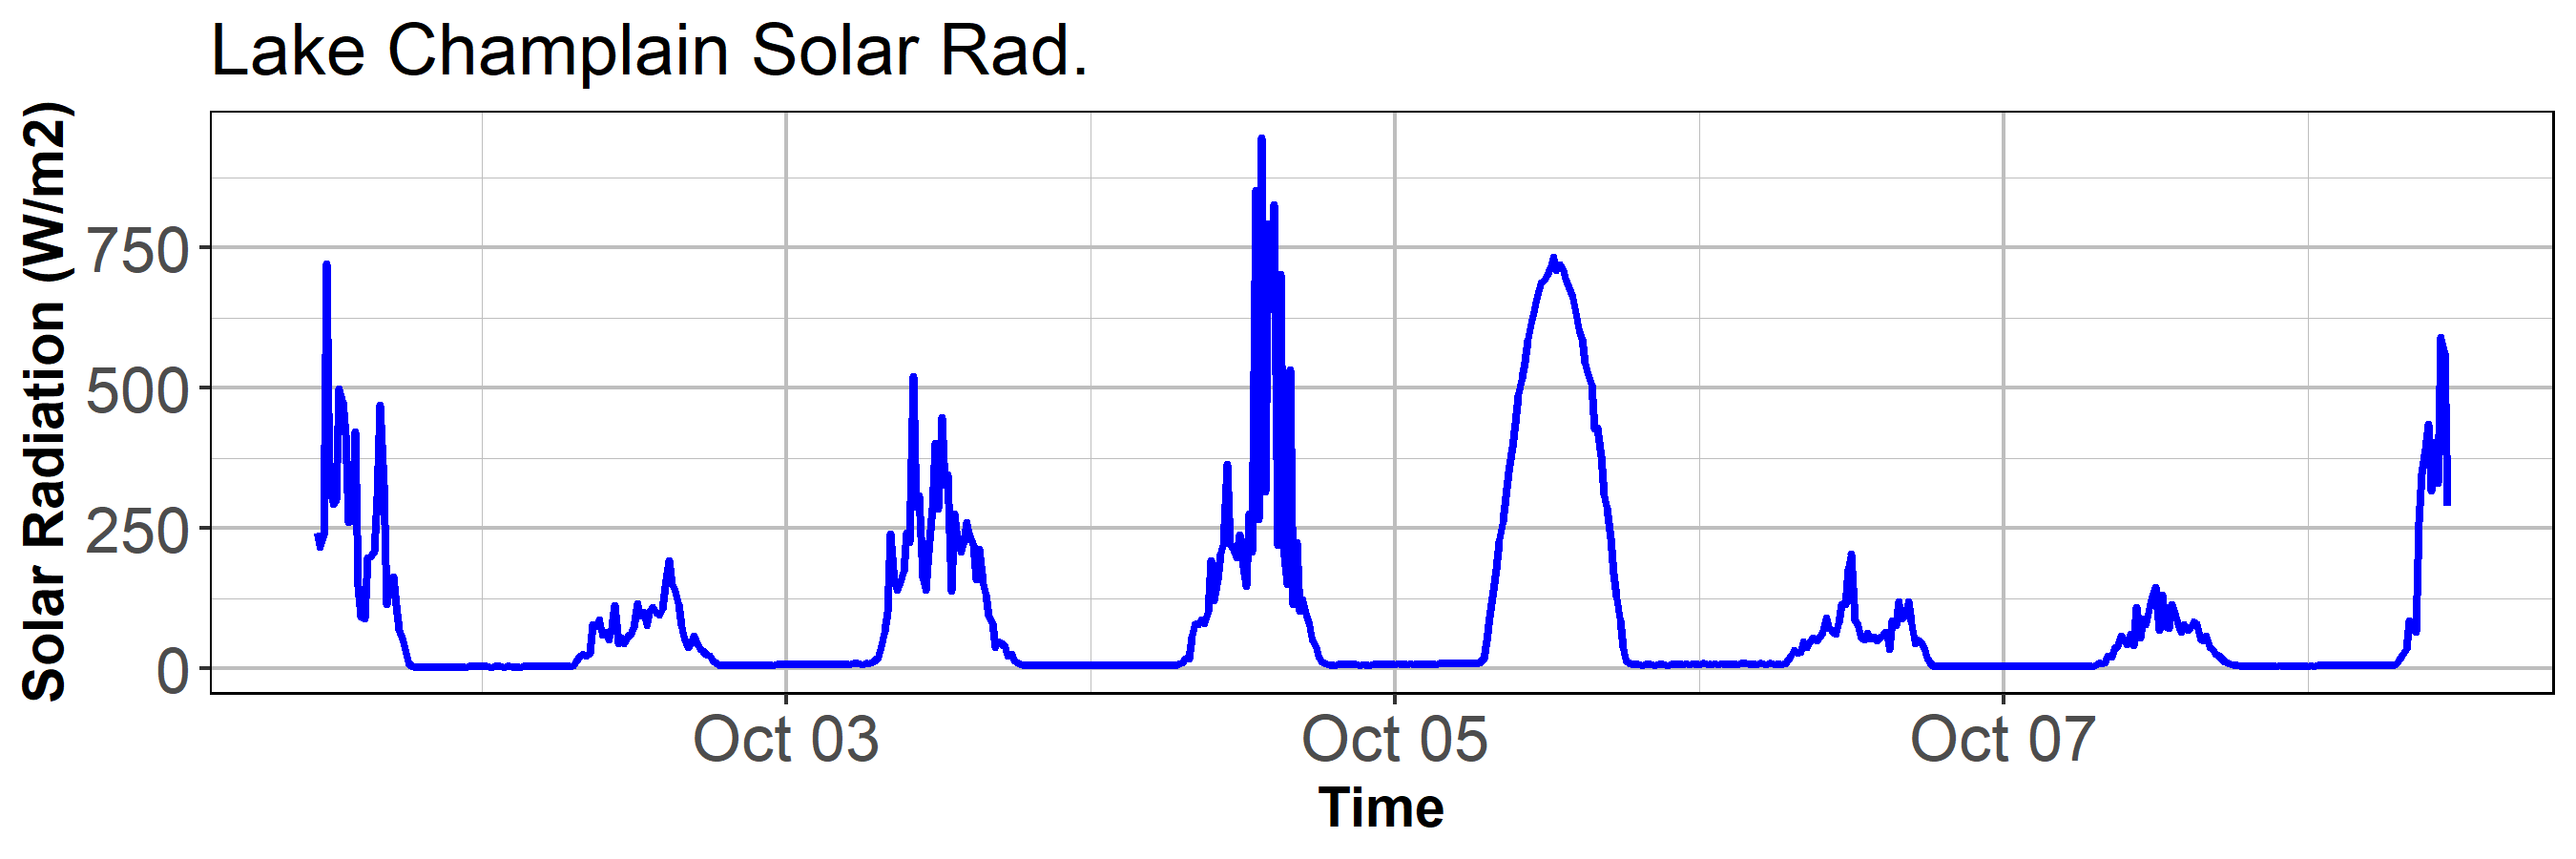 Lake Champlain Solar Rad.
Solar Radiation (W/m2)
750
500
250
0
Oct 03 Oct 05 Oct 07
Time